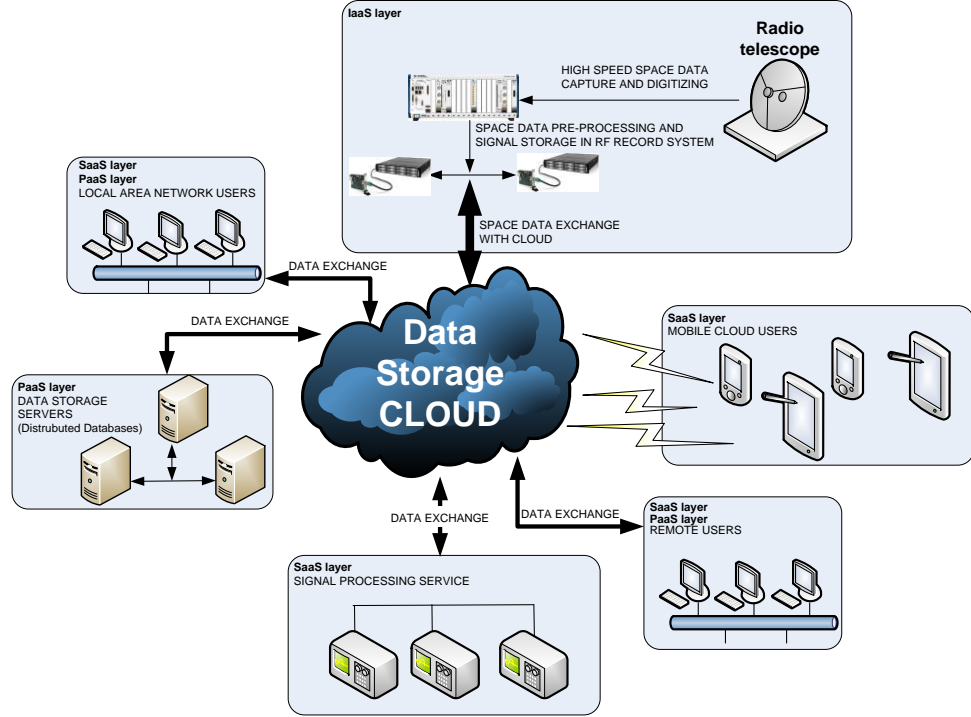 IaaS layer
Radio
telescope
HIGH SPEED SPACE DATA
CAPTURE AND DIGITIZING
SPACE DATA PRE-PROCESSING AND
SIGNAL STORAGE IN RF RECORD SYSTEM
SPACE DATA EXCHANGE
WITH CLOUD
SaaS layer
PaaS layer
LOCAL AREA NETWORK USERS
DATA EXCHANGE
DATA EXCHANGE
Data
Storage
CLOUD
SaaS layer
MOBILE CLOUD USERS
PaaS layer
DATA STORAGE
SERVERS
(Distrubuted Databases)
DATA EXCHANGE
DATA EXCHANGE
SaaS layer
PaaS layer
REMOTE USERS
SaaS layer
SIGNAL PROCESSING SERVICE